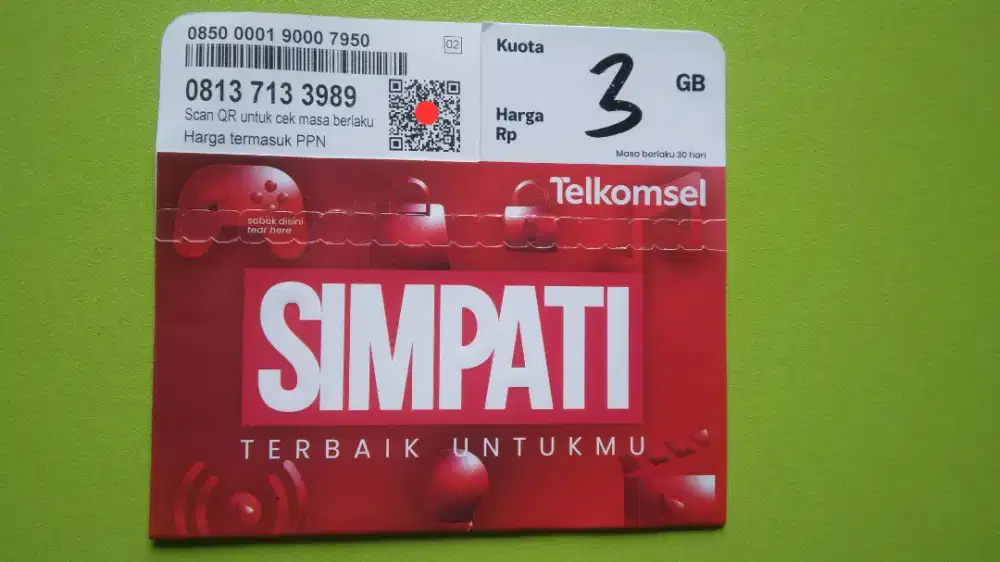 0850 0001 9000 7950
02
0813 713 3989
Scan QR untuk cek masa berlaku
Harga termasuk PPN
Kuota
3 GB
Harga
Rp
Masa berlaku 30 hari
Telkomsel
sobek disini
tear here
SIMPATI
TERBAIK UNTUKMU